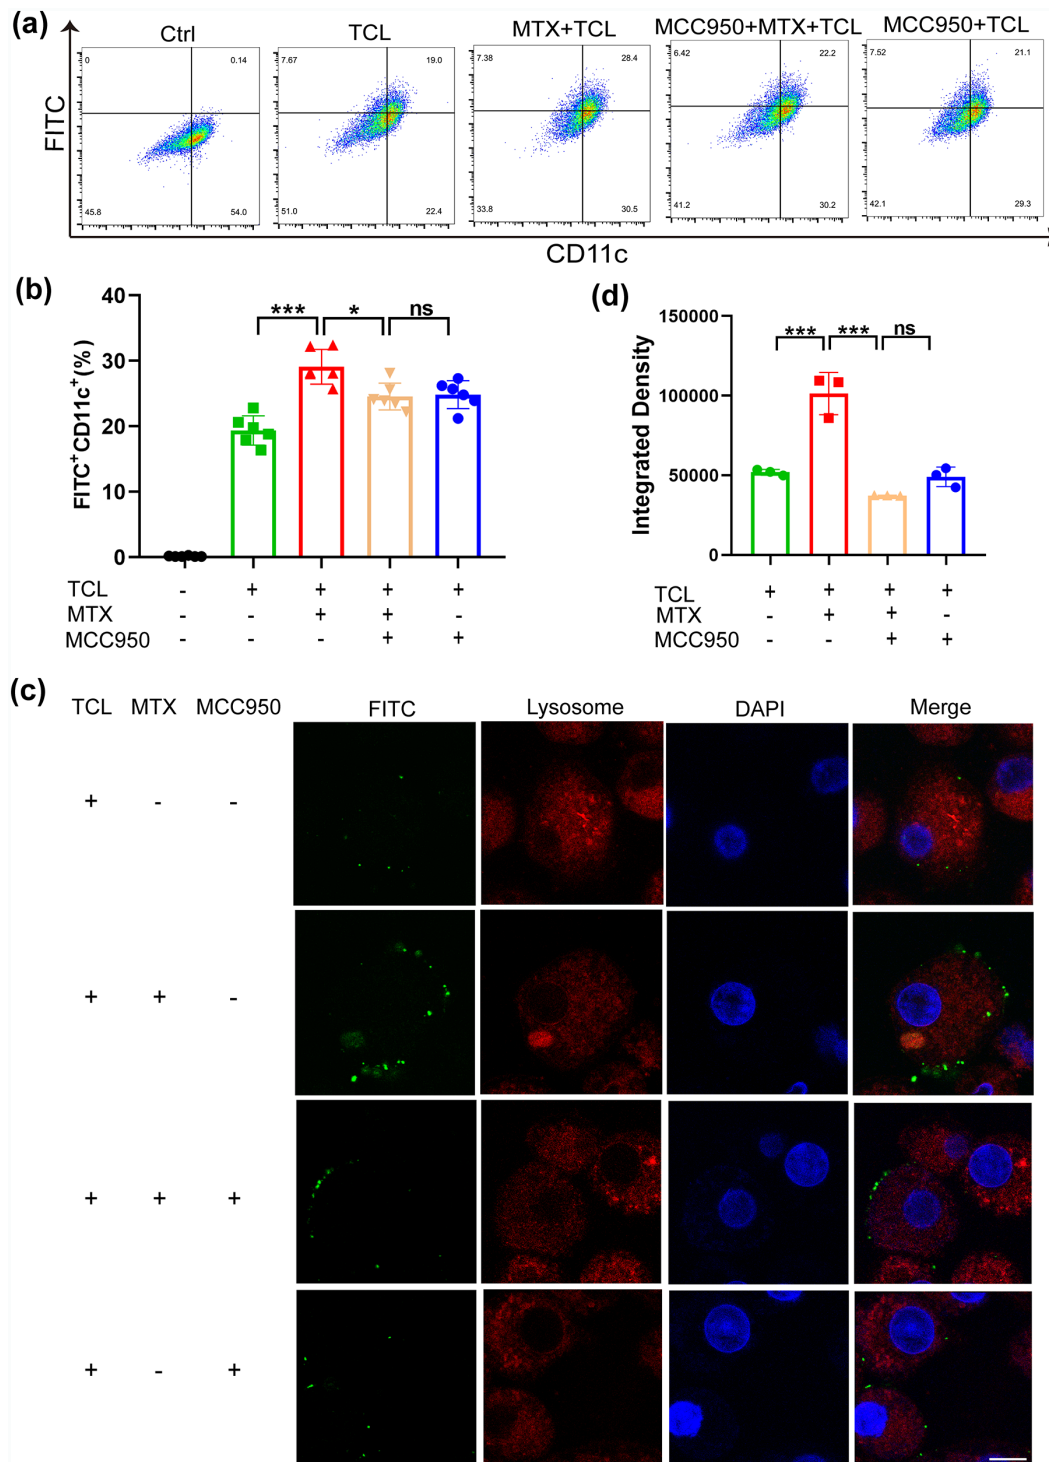 (a)
Ctrl TCL MTX+TCL MCC950+MTX+TCL MCC950+TCL
0 0.14 7.67 19.0 7.38 28.4 6.42 22.2 7.52 21.1
FITC
45.8 54.0 51.0 22.4 33.8 30.5 41.2 30.2 42.1 29.3
CD11c
(b)
FITC⁺CD11c⁺(%)
40
30
20
10
0
*** * ns
TCL - + + + +
MTX - - + + -
MCC950 - - - + +
(d)
Integrated Density
150000
100000
50000
0
*** *** ns
TCL + + + +
MTX - + + -
MCC950 - - + +
(c)
TCL MTX MCC950 FITC Lysosome DAPI Merge
+ - -
+ + -
+ + +
+ - +